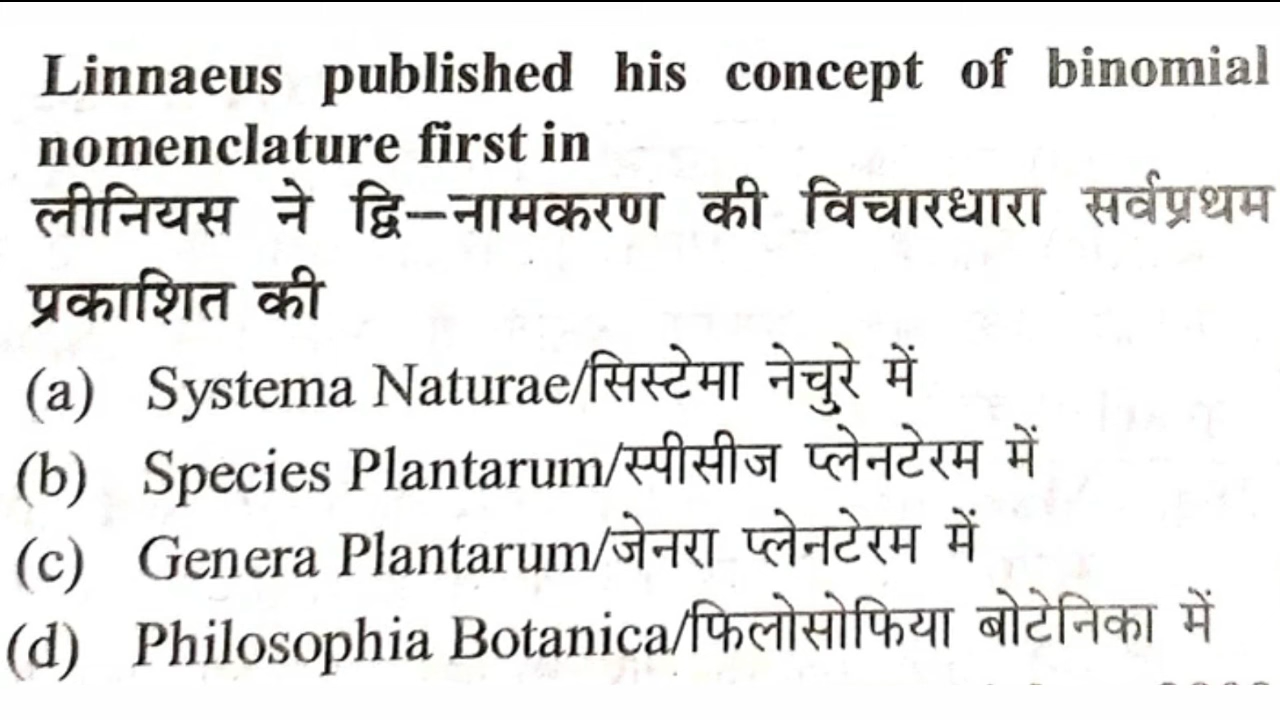 Linnaeus published his concept of binomial
nomenclature first in
लीनियस ने द्वि–नामकरण की विचारधारा सर्वप्रथम
प्रकाशित की
(a) Systema Naturae/सिस्टेमा नेचुरे में
(b) Species Plantarum/स्पीसीज प्लेनटेरम में
(c) Genera Plantarum/जेनरा प्लेनटेरम में
(d) Philosophia Botanica/फिलोसोफिया बोटेनिका में